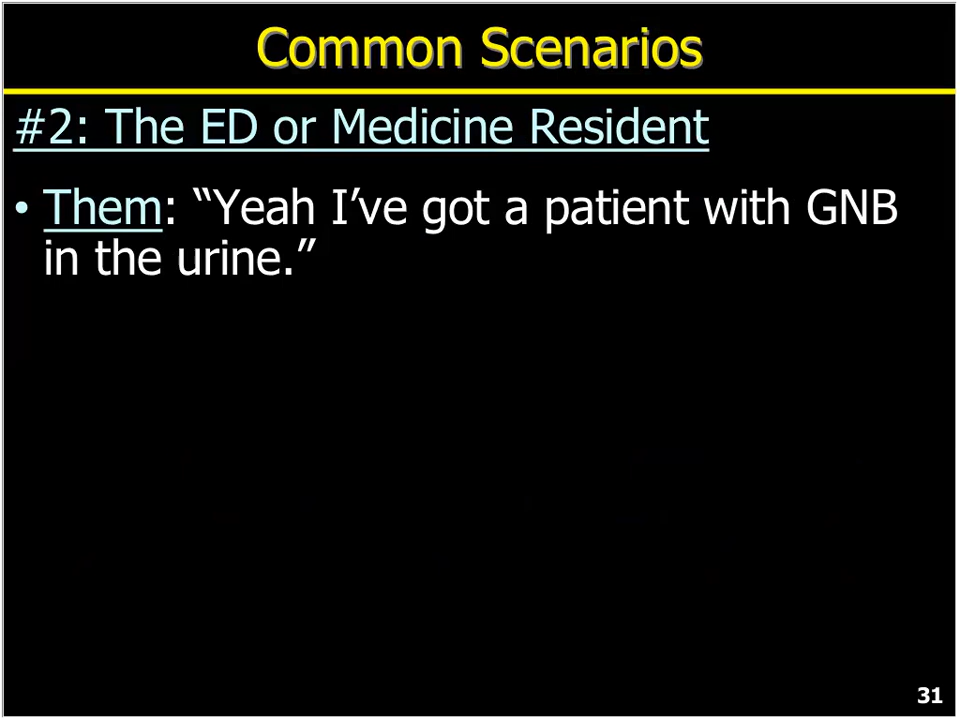 Common Scenarios
#2: The ED or Medicine Resident
• Them: “Yeah I’ve got a patient with GNB
in the urine.”
31